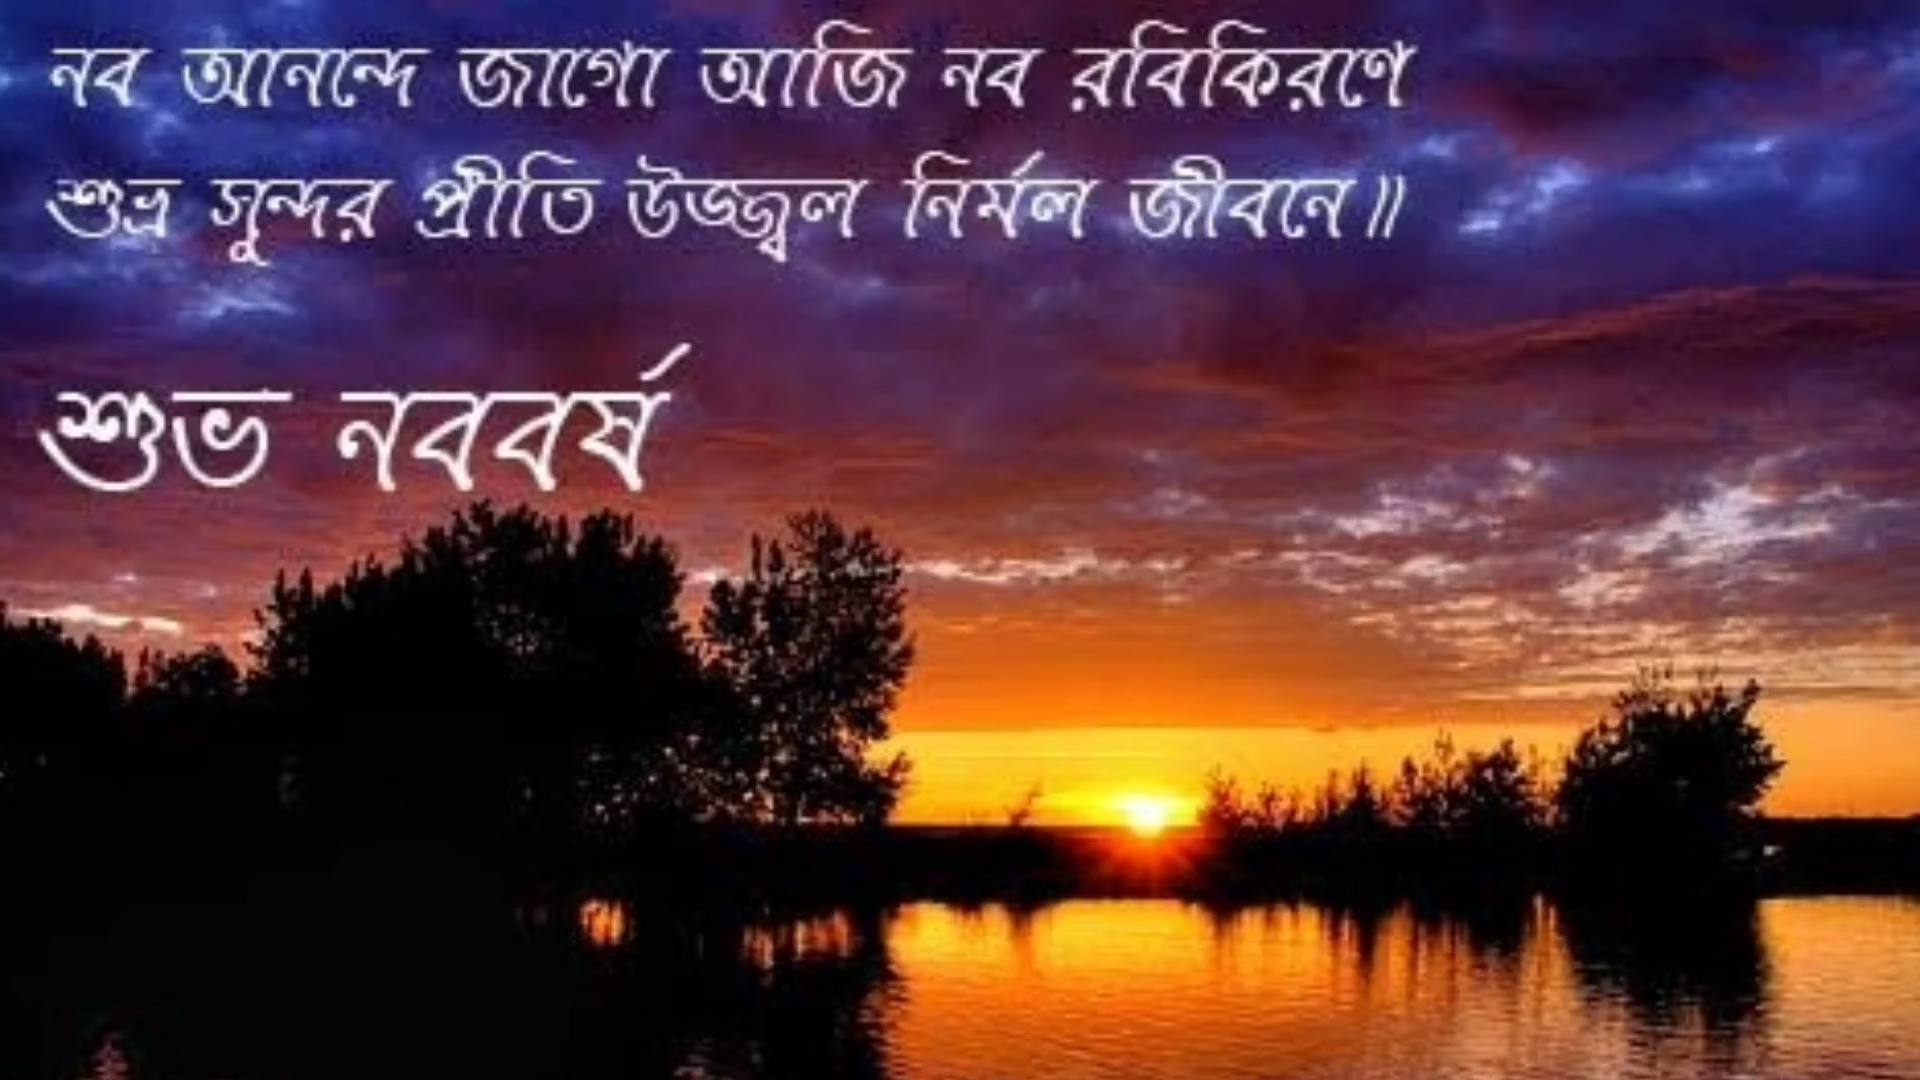 নব আনন্দে জাগো আজি নব রবিকিরণে
শুভ্র সুন্দর প্রীতি উজ্জ্বল নির্মল জীবনে॥
শুভ নববর্ষ